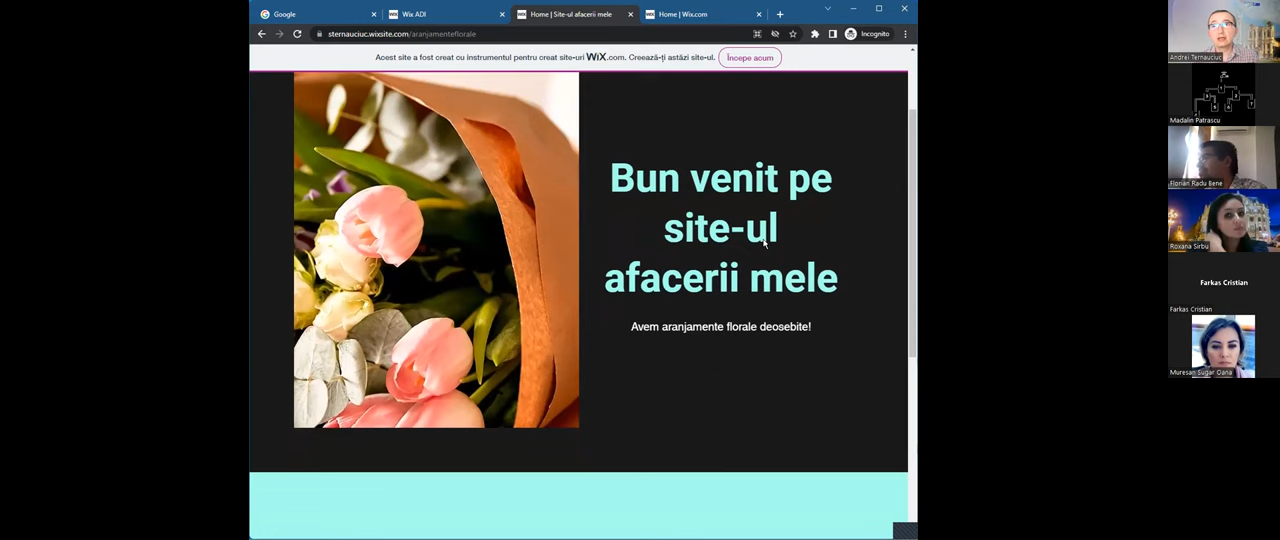 Google
Wix ADI
Home | Site-ul afacerii mele
Home | Wix.com
sternauciuc.wixsite.com/aranjamenteflorale
Incognito
Acest site a fost creat cu instrumentul pentru creat site-uri WiX.com. Creează-ți astăzi site-ul.
Începe acum
Bun venit pe
site-ul
afacerii mele
Avem aranjamente florale deosebite!
Andrei Ternauciuc
Madalin Patrascu
Florian Radu Bene
Roxana Sirbu
Farkas Cristian
Farkas Cristian
Muresan Sugar Oana